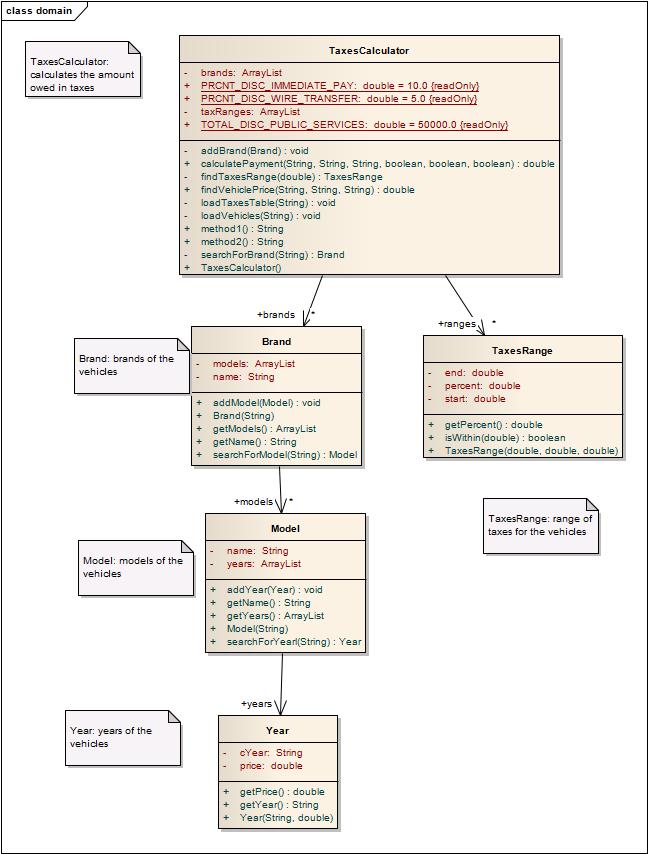 class domain
TaxesCalculator:
calculates the amount
owed in taxes
TaxesCalculator
- brands: ArrayList
+ PRCNT_DISC_IMMEDIATE_PAY: double = 10.0 {readOnly}
+ PRCNT_DISC_WIRE_TRANSFER: double = 5.0 {readOnly}
- taxRanges: ArrayList
+ TOTAL_DISC_PUBLIC_SERVICES: double = 50000.0 {readOnly}
- addBrand(Brand) : void
+ calculatePayment(String, String, String, boolean, boolean, boolean) : double
- findTaxesRange(double) : TaxesRange
+ findVehiclePrice(String, String, String) : double
- loadTaxesTable(String) : void
- loadVehicles(String) : void
+ method1() : String
+ method2() : String
- searchForBrand(String) : Brand
+ TaxesCalculator()
+brands *
+ranges *
Brand: brands of the
vehicles
Brand
- models: ArrayList
- name: String
+ addModel(Model) : void
+ Brand(String)
+ getModels() : ArrayList
+ getName() : String
+ searchForModel(String) : Model
TaxesRange
- end: double
- percent: double
- start: double
+ getPercent() : double
+ isWithin(double) : boolean
+ TaxesRange(double, double, double)
+models *
TaxesRange: range of
taxes for the vehicles
Model: models of the
vehicles
Model
- name: String
- years: ArrayList
+ addYear(Year) : void
+ getName() : String
+ getYears() : ArrayList
+ Model(String)
+ searchForYearl(String) : Year
+years
Year: years of the
vehicles
Year
- cYear: String
- price: double
+ getPrice() : double
+ getYear() : String
+ Year(String, double)